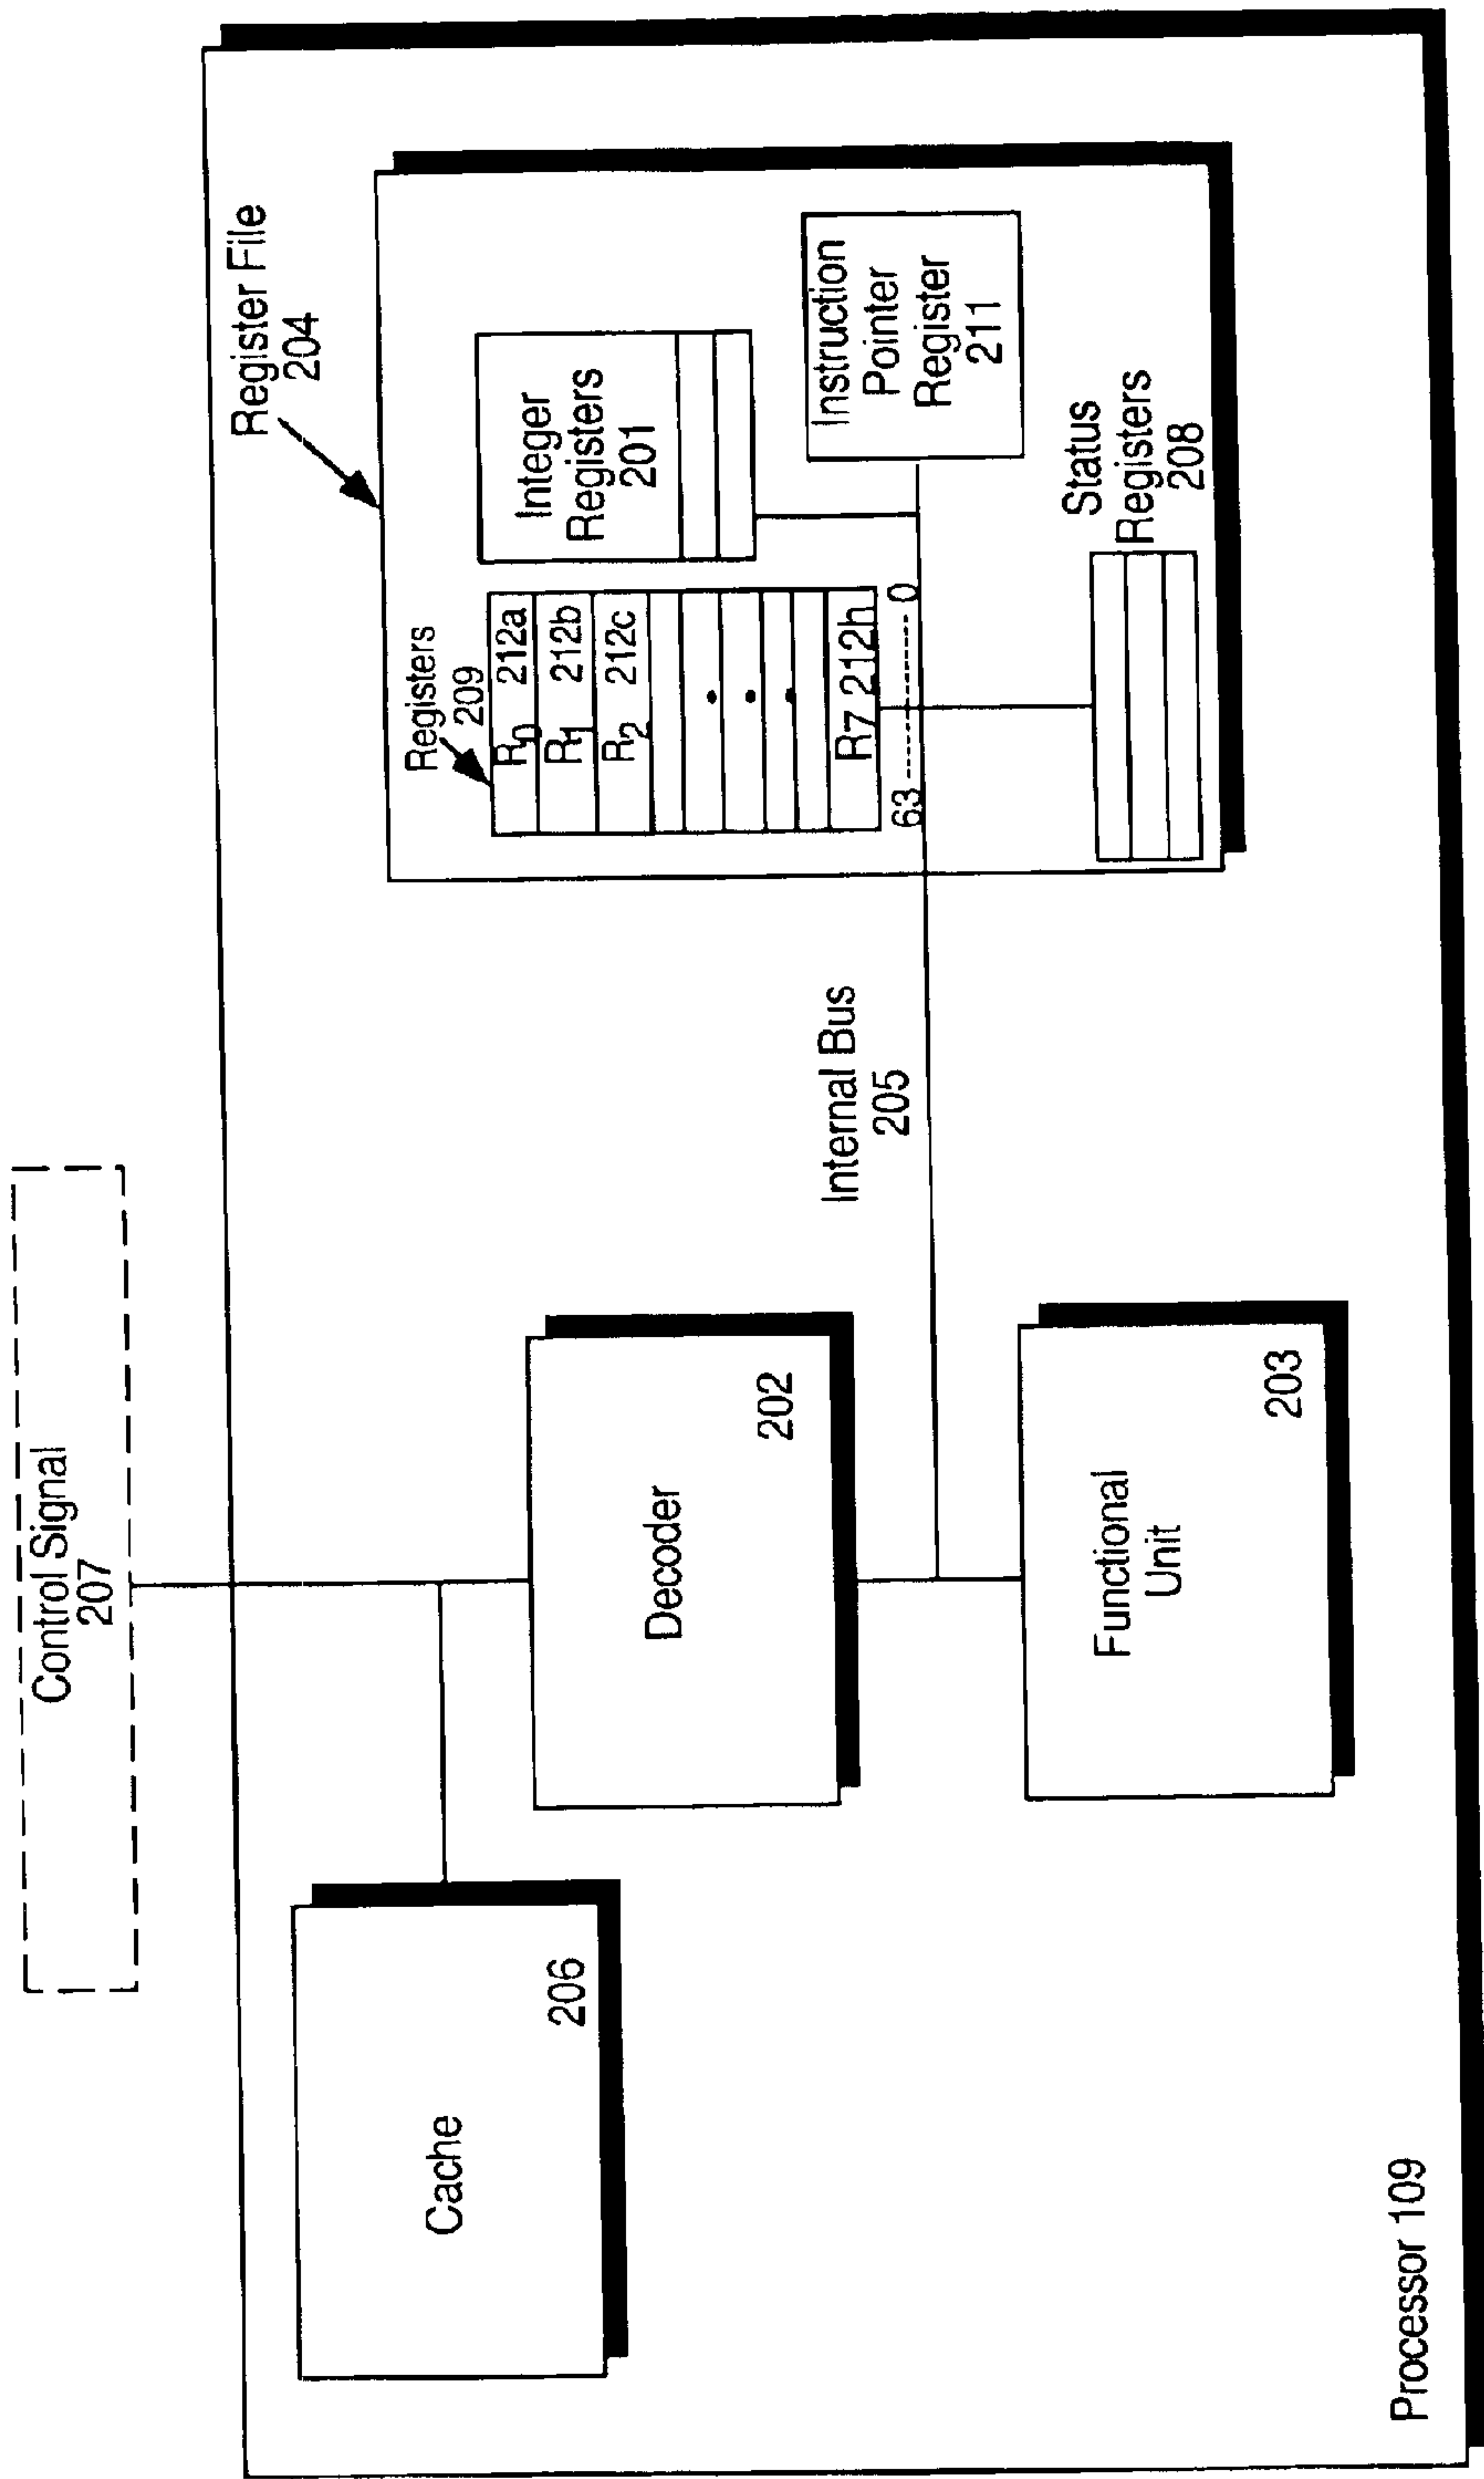 Control Signal
207
Register File
204
Cache
206
Decoder
202
Functional
Unit
203
Internal Bus
205
Registers
209
R0 212a
R1 212b
R2 212c
R7 212h
63 -------- 0
Integer
Registers
201
Instruction
Pointer
Register
211
Status
Registers
208
Processor 109